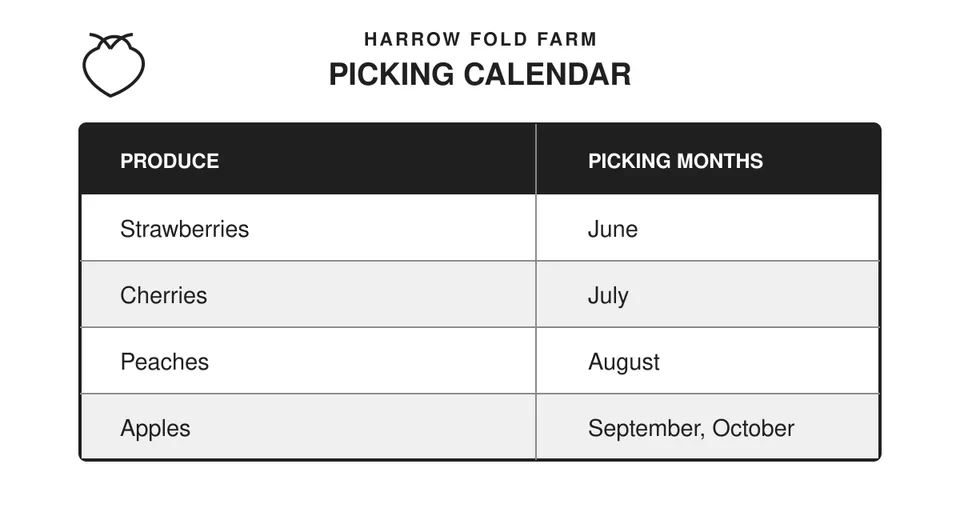 HARROW FOLD FARM
PICKING CALENDAR
PRODUCE PICKING MONTHS
Strawberries June
Cherries July
Peaches August
Apples September, October